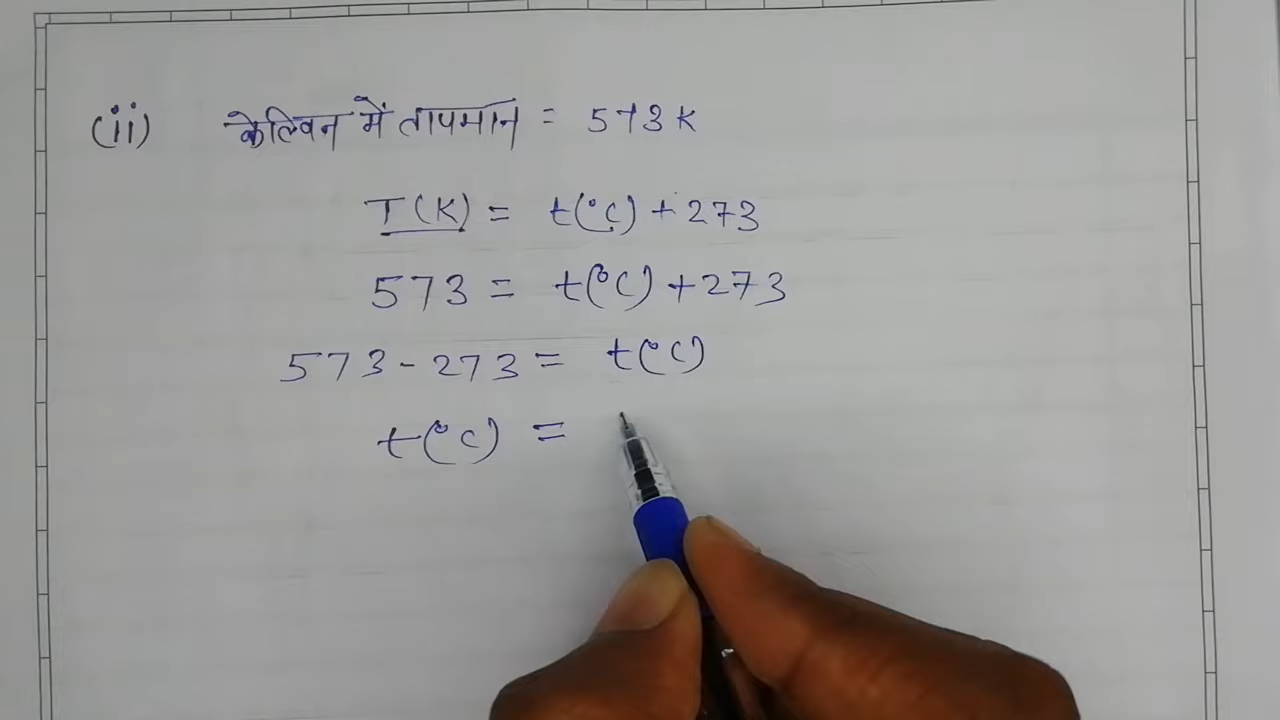 (ii) केल्विन में तापमान = 573 K
T(K) = t(°C) + 273
573 = t(°C) + 273
573 - 273 = t(°C)
t(°C) =